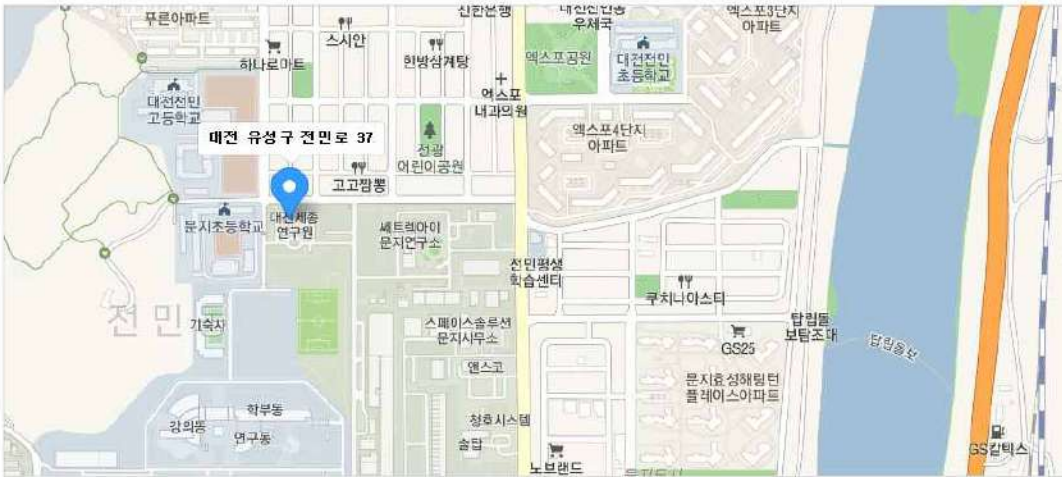 푸른아파트
스시안
신한은행
우체국
엑스포3단지
아파트
하나로마트
한방삼계탕
엑스포공원
대전전민
초등학교
대전전민
고등학교
엑스포
내과의원
대전 유성구 전민로 37
전광
어린이공원
엑스포4단지
아파트
고고짬뽕
문지초등학교
대전세종
연구원
쎄트렉아이
문지연구소
전민평생
학습센터
쿠치나아스티
전민
기숙사
스페이스솔루션
문지사무소
앤스코
GS25
탑립돌
보탐조대
탑립돌보
문지효성해링턴
플레이스아파트
학부동
강의동
연구동
청호시스템
솔탑
노브랜드
GS칼텍스